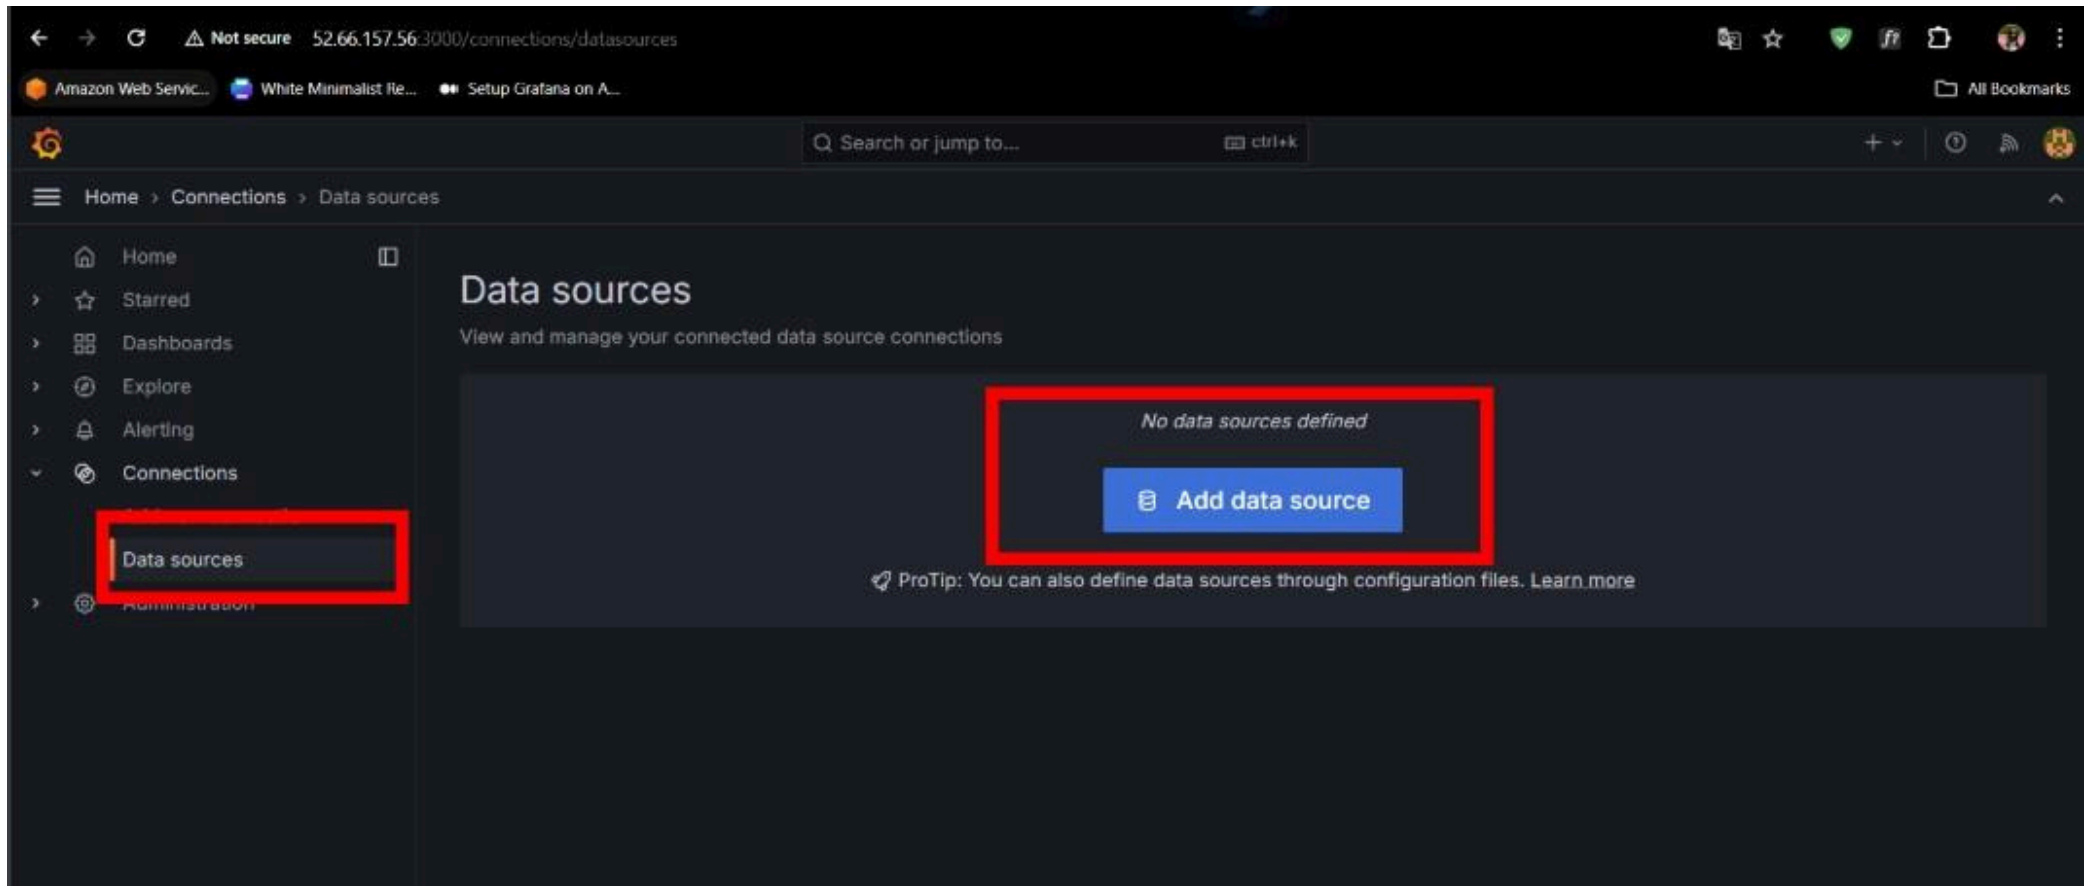 Not secure 52.66.157.56:3000/connections/datasources
Amazon Web Servic... White Minimalist Re... Setup Grafana on A... All Bookmarks
Search or jump to... ctrl+k
Home › Connections › Data sources
Home
Starred
Dashboards
Explore
Alerting
Connections
Data sources
Administration
Data sources
View and manage your connected data source connections
No data sources defined
Add data source
ProTip: You can also define data sources through configuration files. Learn more